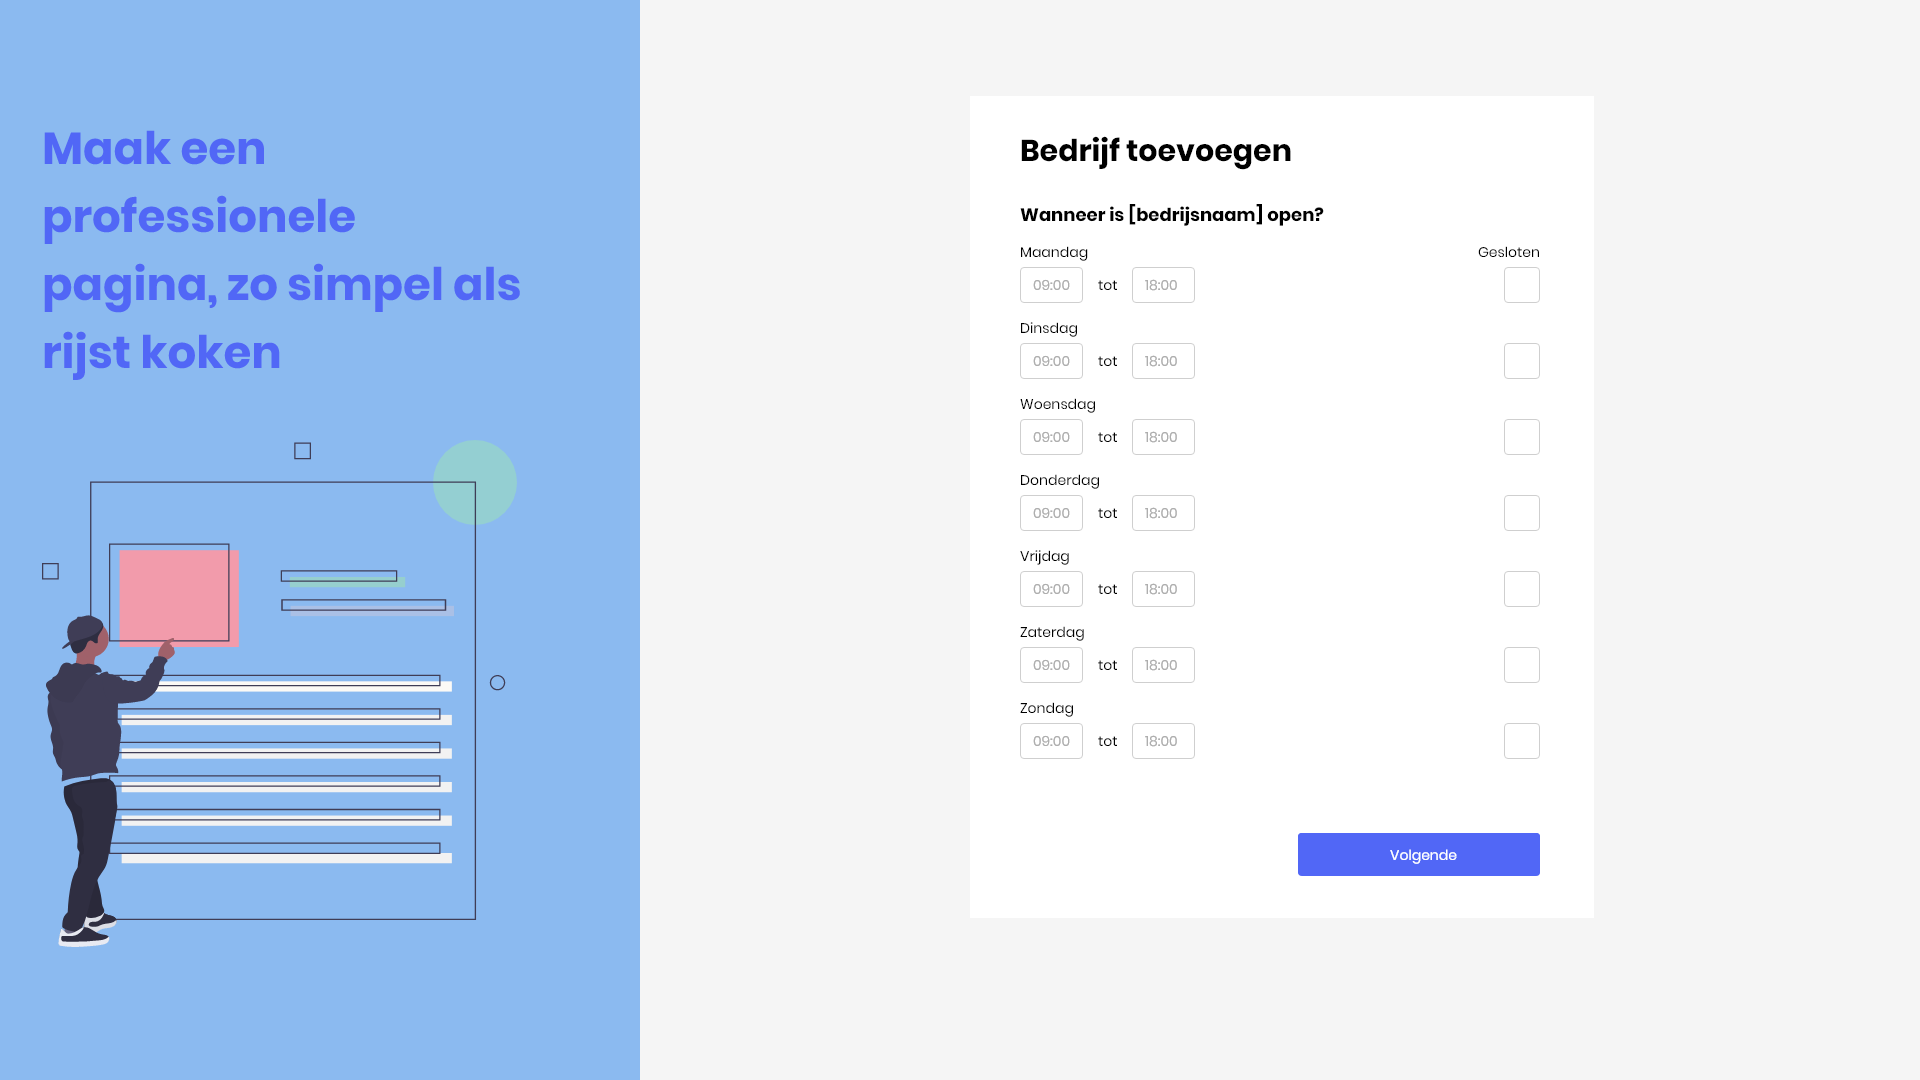 Maak een
professionele
pagina, zo simpel als
rijst koken
Bedrijf toevoegen
Wanneer is [bedrijsnaam] open?
Maandag Gesloten
09:00 tot 18:00
Dinsdag
09:00 tot 18:00
Woensdag
09:00 tot 18:00
Donderdag
09:00 tot 18:00
Vrijdag
09:00 tot 18:00
Zaterdag
09:00 tot 18:00
Zondag
09:00 tot 18:00
Volgende